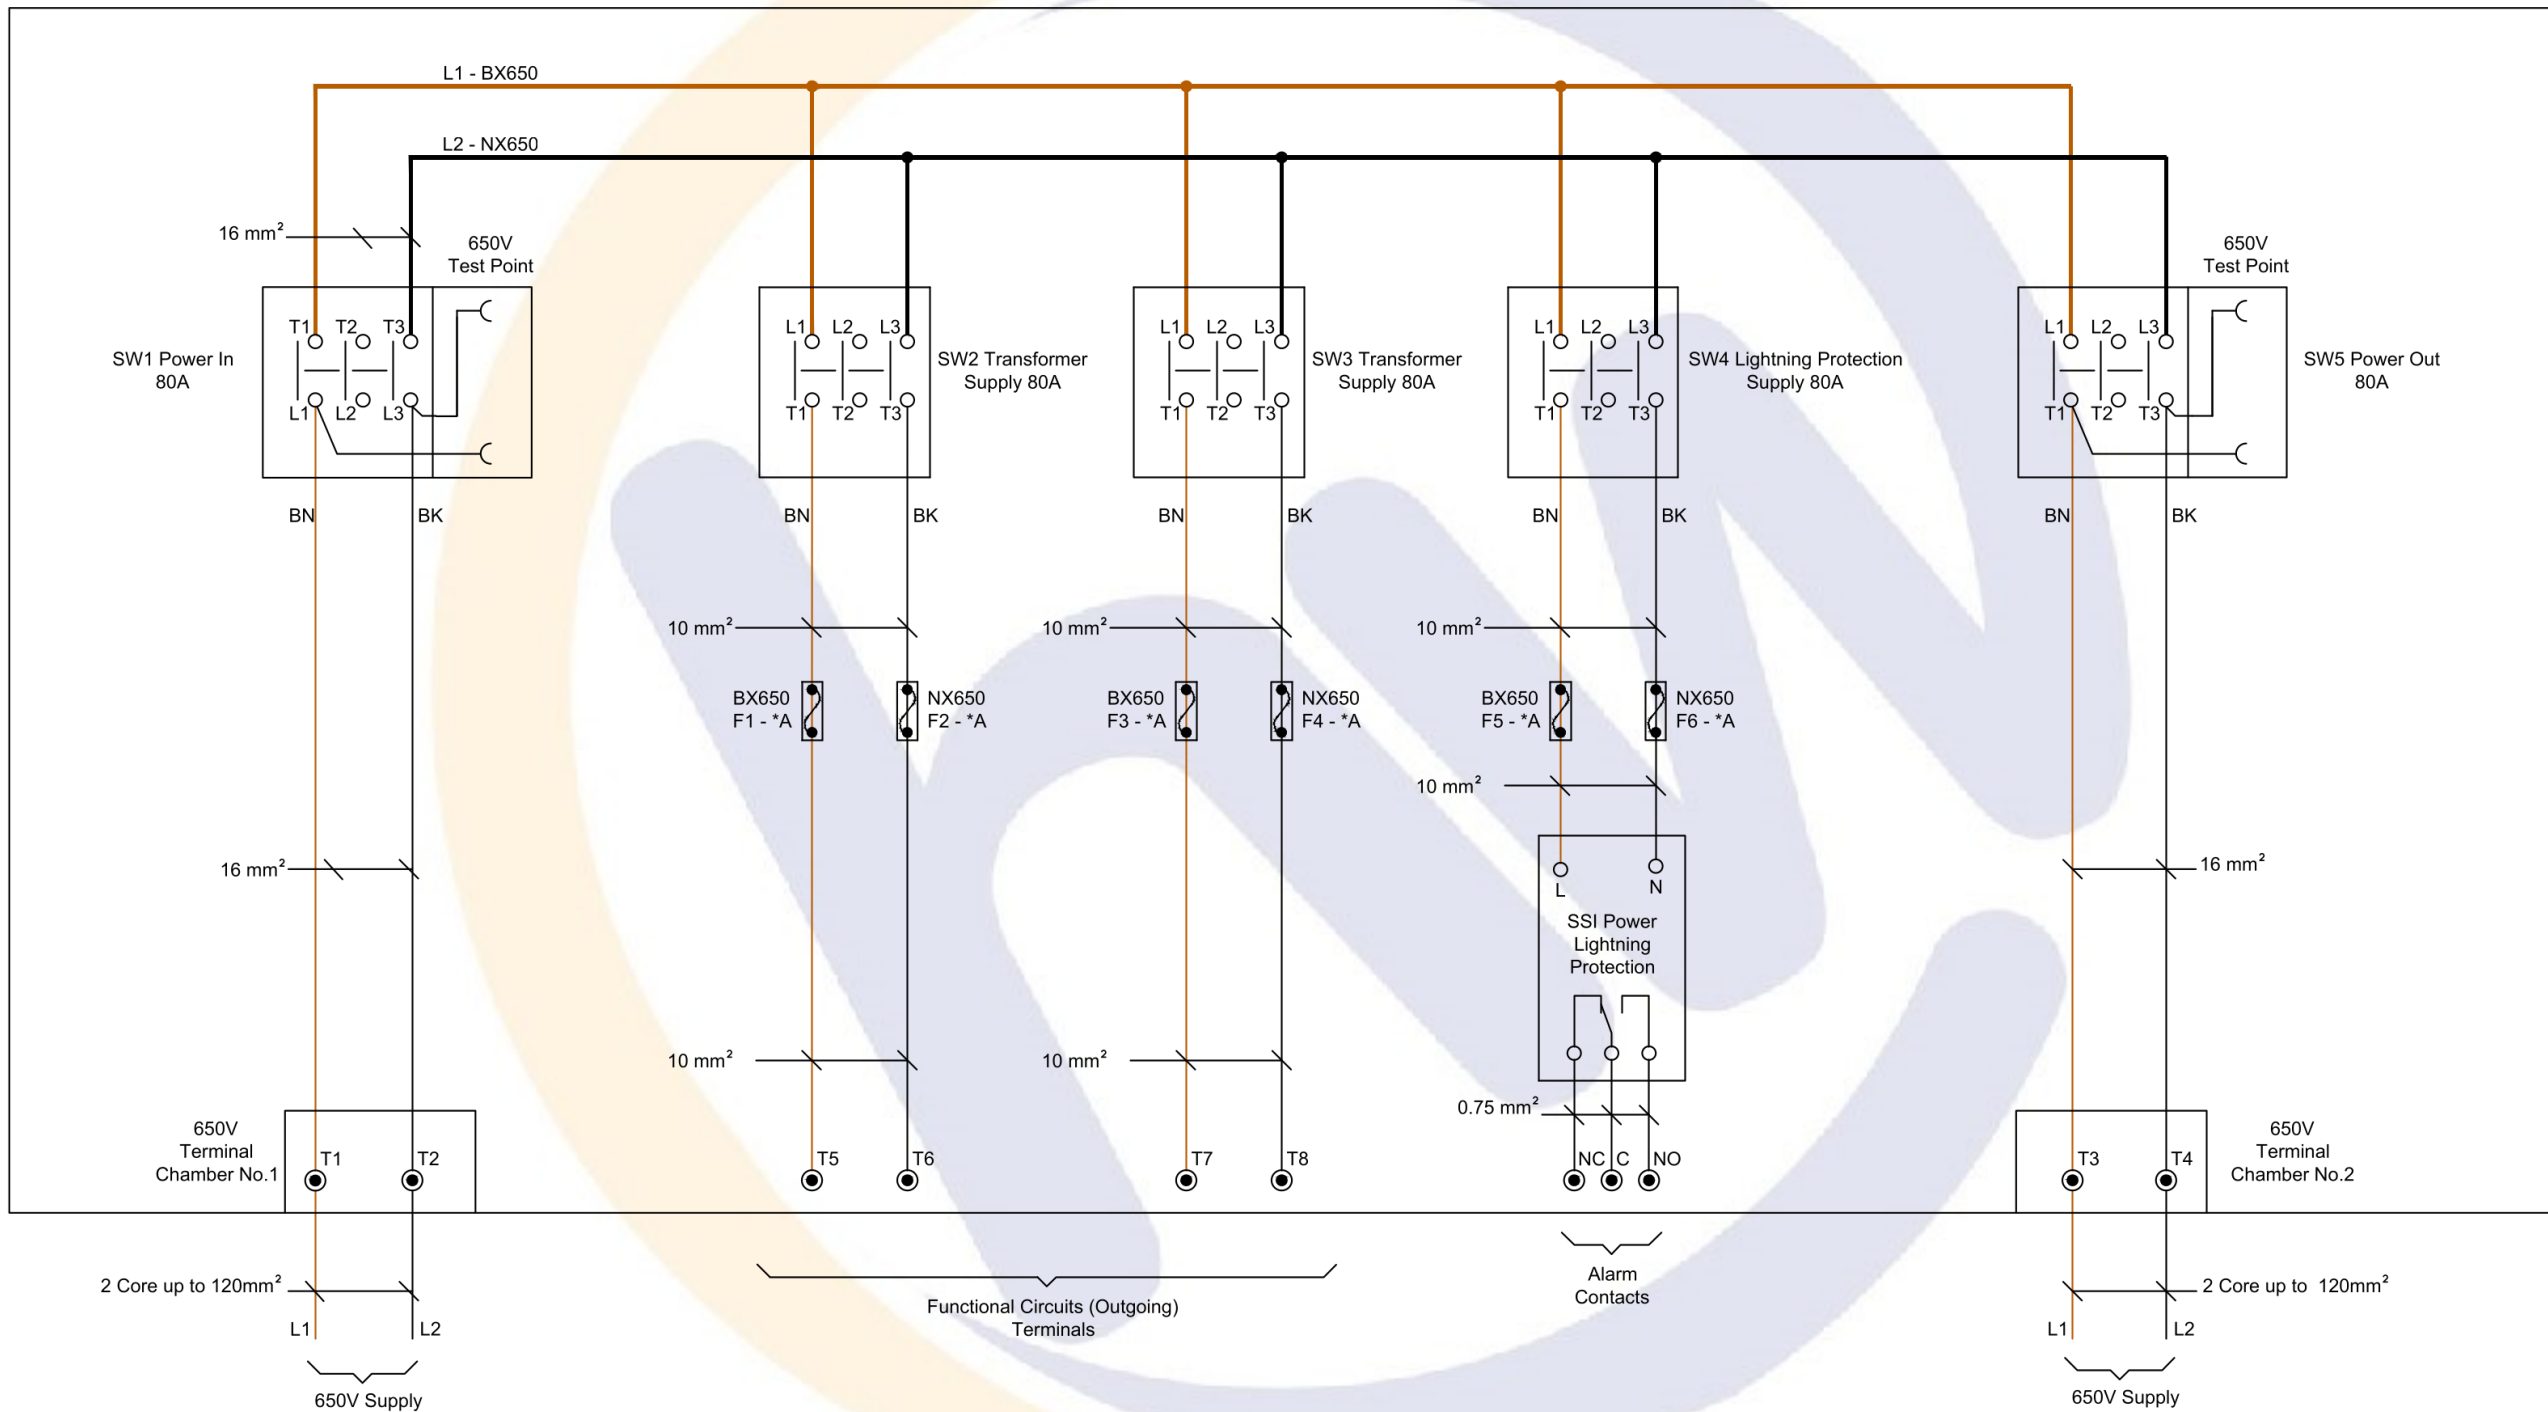 L1 - BX650
L2 - NX650
16 mm²
650V
Test Point
650V
Test Point
T1 T2 T3
L1 L2 L3
SW1 Power In
80A
L1 L2 L3
T1 T2 T3
SW2 Transformer
Supply 80A
L1 L2 L3
T1 T2 T3
SW3 Transformer
Supply 80A
L1 L2 L3
T1 T2 T3
SW4 Lightning Protection
Supply 80A
L1 L2 L3
T1 T2 T3
SW5 Power Out
80A
BN BK
BN BK
BN BK
BN BK
BN BK
10 mm²
10 mm²
10 mm²
BX650
F1 - *A
NX650
F2 - *A
BX650
F3 - *A
NX650
F4 - *A
BX650
F5 - *A
NX650
F6 - *A
10 mm²
16 mm²
L N
SSI Power
Lightning
Protection
16 mm²
10 mm²
10 mm²
0.75 mm²
650V
Terminal
Chamber No.1
T1 T2
T5 T6
T7 T8
NC C NO
T3 T4
650V
Terminal
Chamber No.2
2 Core up to 120mm²
L1 L2
650V Supply
Functional Circuits (Outgoing)
Terminals
Alarm
Contacts
2 Core up to 120mm²
L1 L2
650V Supply